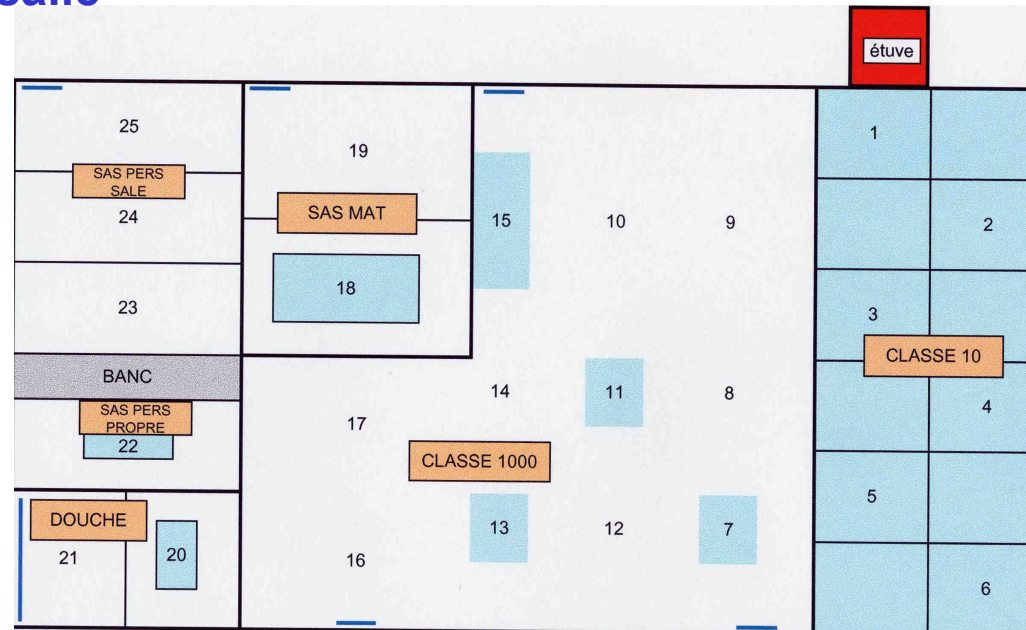 étuve
25
SAS PERS
SALE
24
23
BANC
SAS PERS
PROPRE
22
DOUCHE
21
20
19
SAS MAT
18
15
10
9
14
11
8
17
CLASSE 1000
13
12
7
16
1
2
3
CLASSE 10
4
5
6